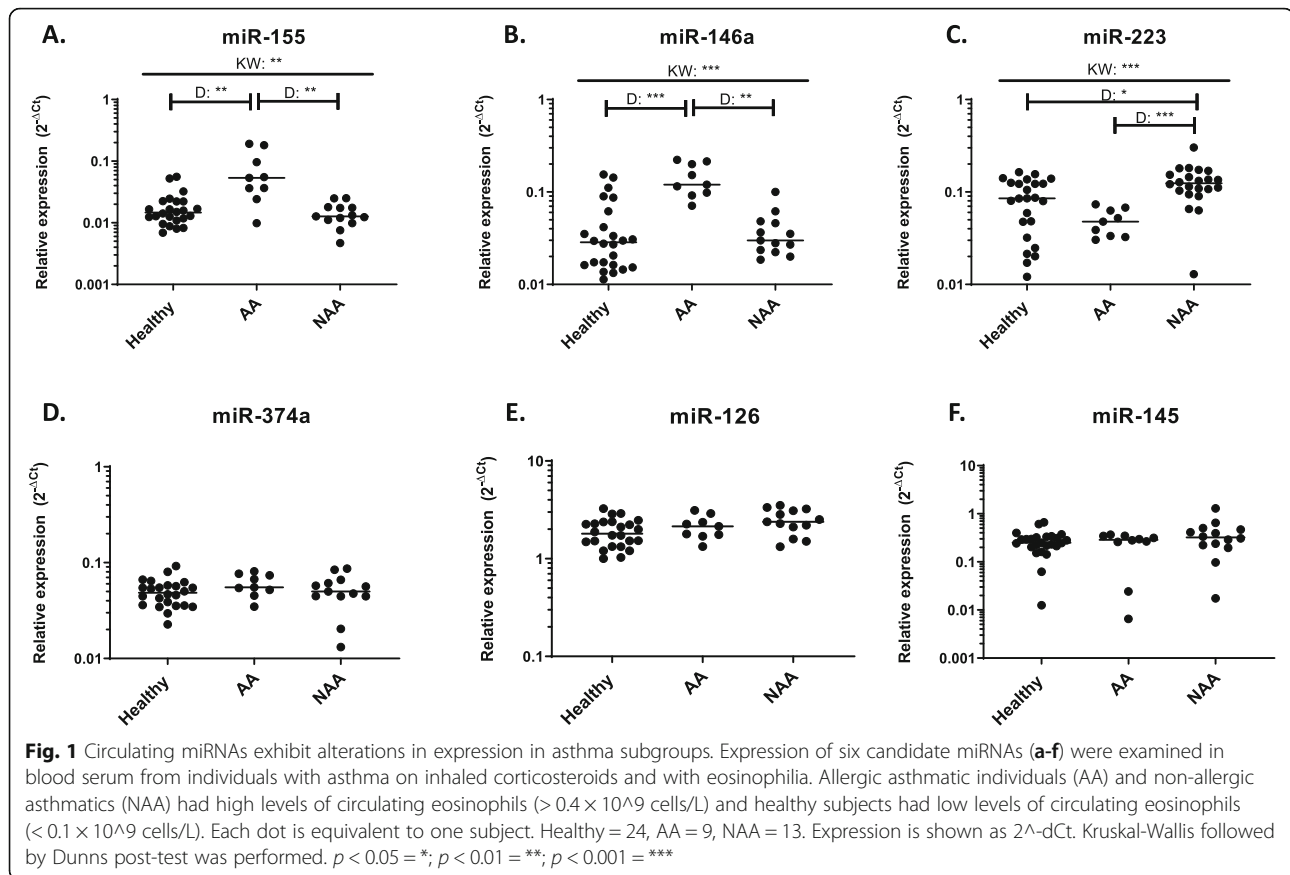 A.
miR-155
KW: **
D: **
D: **
Relative expression (2^-ΔCt)
1
0.1
0.01
0.001
Healthy
AA
NAA
B.
miR-146a
KW: ***
D: ***
D: **
Relative expression (2^-ΔCt)
1
0.1
0.01
Healthy
AA
NAA
C.
miR-223
KW: ***
D: *
D: ***
Relative expression (2^-ΔCt)
1
0.1
0.01
Healthy
AA
NAA
D.
miR-374a
Relative expression (2^-ΔCt)
1
0.1
0.01
Healthy
AA
NAA
E.
miR-126
Relative expression (2^-ΔCt)
10
1
0.1
Healthy
AA
NAA
F.
miR-145
Relative expression (2^-ΔCt)
10
1
0.1
0.01
0.001
Healthy
AA
NAA
Fig. 1 Circulating miRNAs exhibit alterations in expression in asthma subgroups. Expression of six candidate miRNAs (a-f) were examined in
blood serum from individuals with asthma on inhaled corticosteroids and with eosinophilia. Allergic asthmatic individuals (AA) and non-allergic
asthmatics (NAA) had high levels of circulating eosinophils (> 0.4 × 10^9 cells/L) and healthy subjects had low levels of circulating eosinophils
(< 0.1 × 10^9 cells/L). Each dot is equivalent to one subject. Healthy = 24, AA = 9, NAA = 13. Expression is shown as 2^-dCt. Kruskal-Wallis followed
by Dunns post-test was performed. p < 0.05 = *; p < 0.01 = **; p < 0.001 = ***